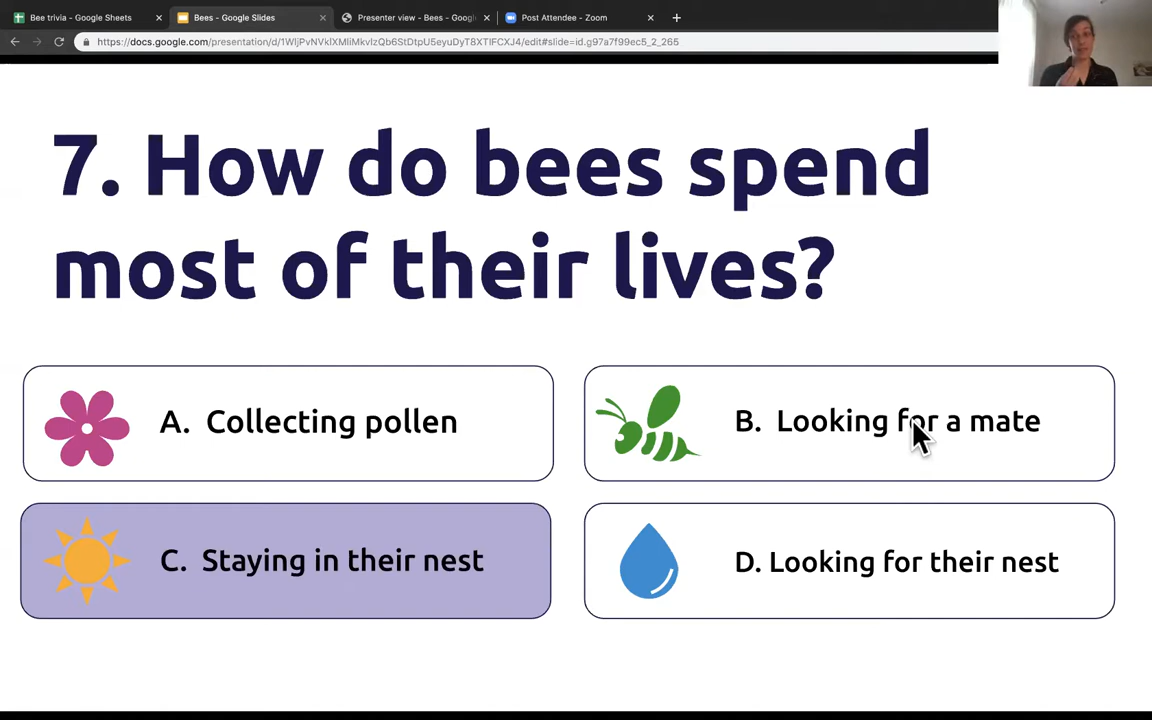 Bee trivia - Google Sheets
Bees - Google Slides
Presenter view - Bees - Goog
Post Attendee - Zoom
7. How do bees spend
most of their lives?
A. Collecting pollen
B. Looking for a mate
C. Staying in their nest
D. Looking for their nest